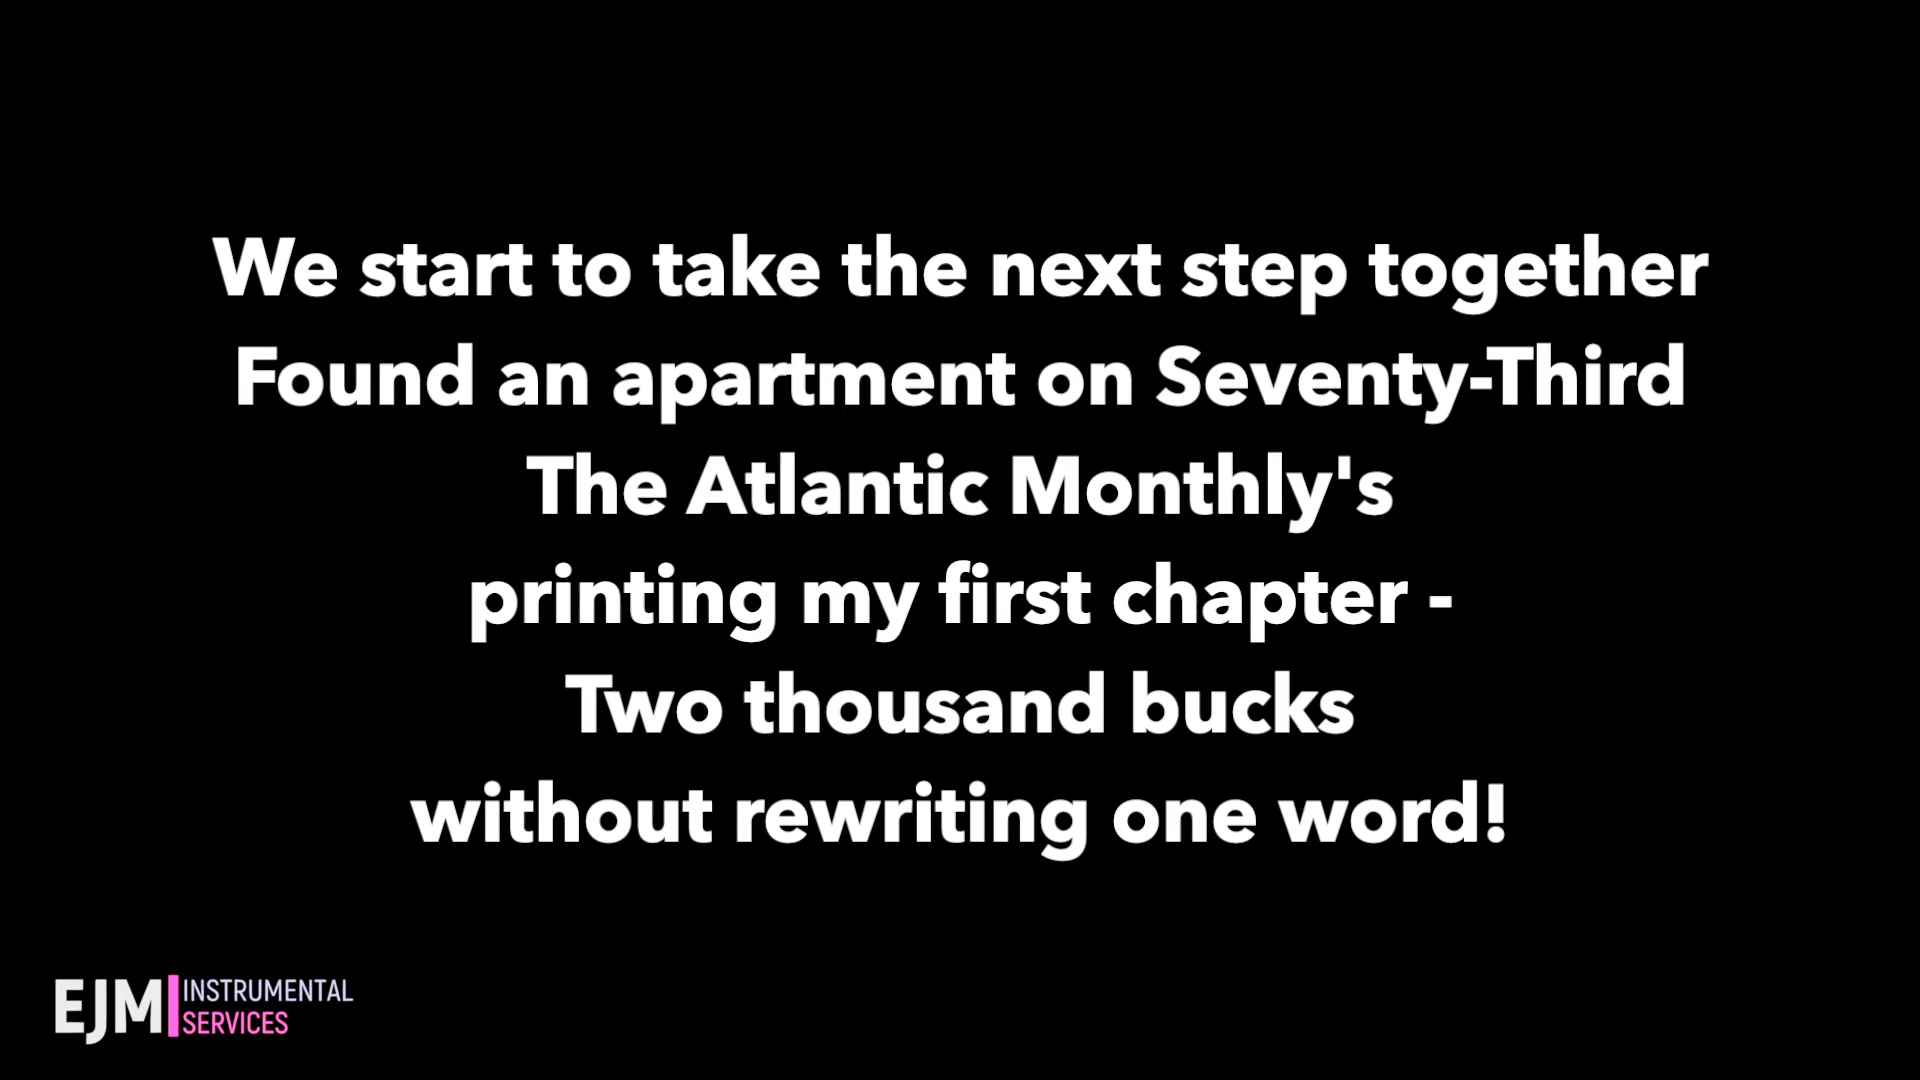 We start to take the next step together
Found an apartment on Seventy-Third
The Atlantic Monthly's
printing my first chapter -
Two thousand bucks
without rewriting one word!
EJM INSTRUMENTAL
SERVICES